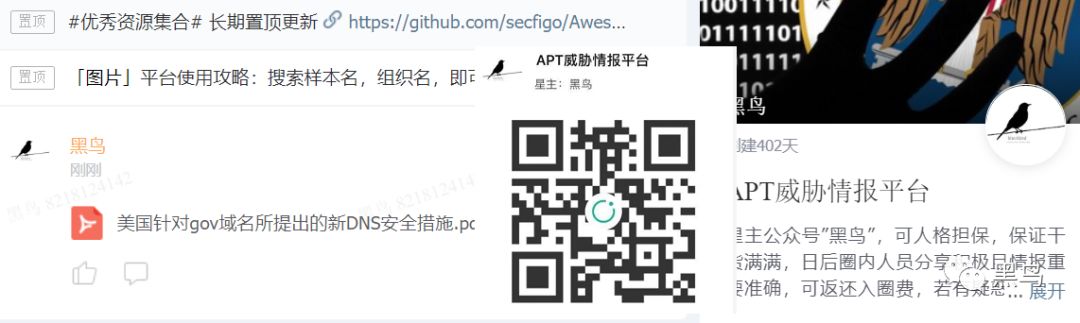 置顶 #优秀资源集合# 长期置顶更新 https://github.com/secfigo/Awes...
置顶 「图片」平台使用攻略：搜索样本名，组织名，即可
黑鸟
刚刚
黑鸟 8218124142
美国针对gov域名所提出的新DNS安全措施.pd
APT威胁情报平台
星主：黑鸟
黑鸟
创建402天
APT威胁情报平台
星主公众号"黑鸟"，可人格担保，保证干
货满满，日后圈内人员分享积极且情报重
要准确，可返还入圈费，若有疑惑... 展开
黑鸟